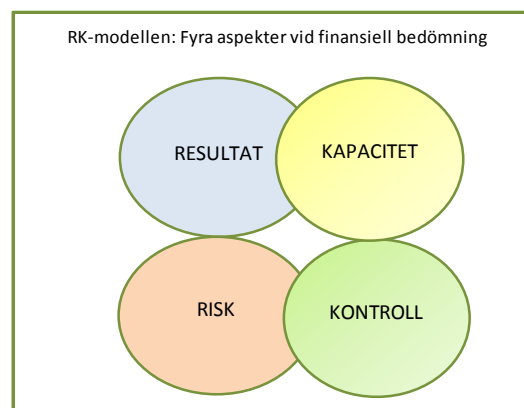 RK-modellen: Fyra aspekter vid finansiell bedömning
RESULTAT
KAPACITET
RISK
KONTROLL